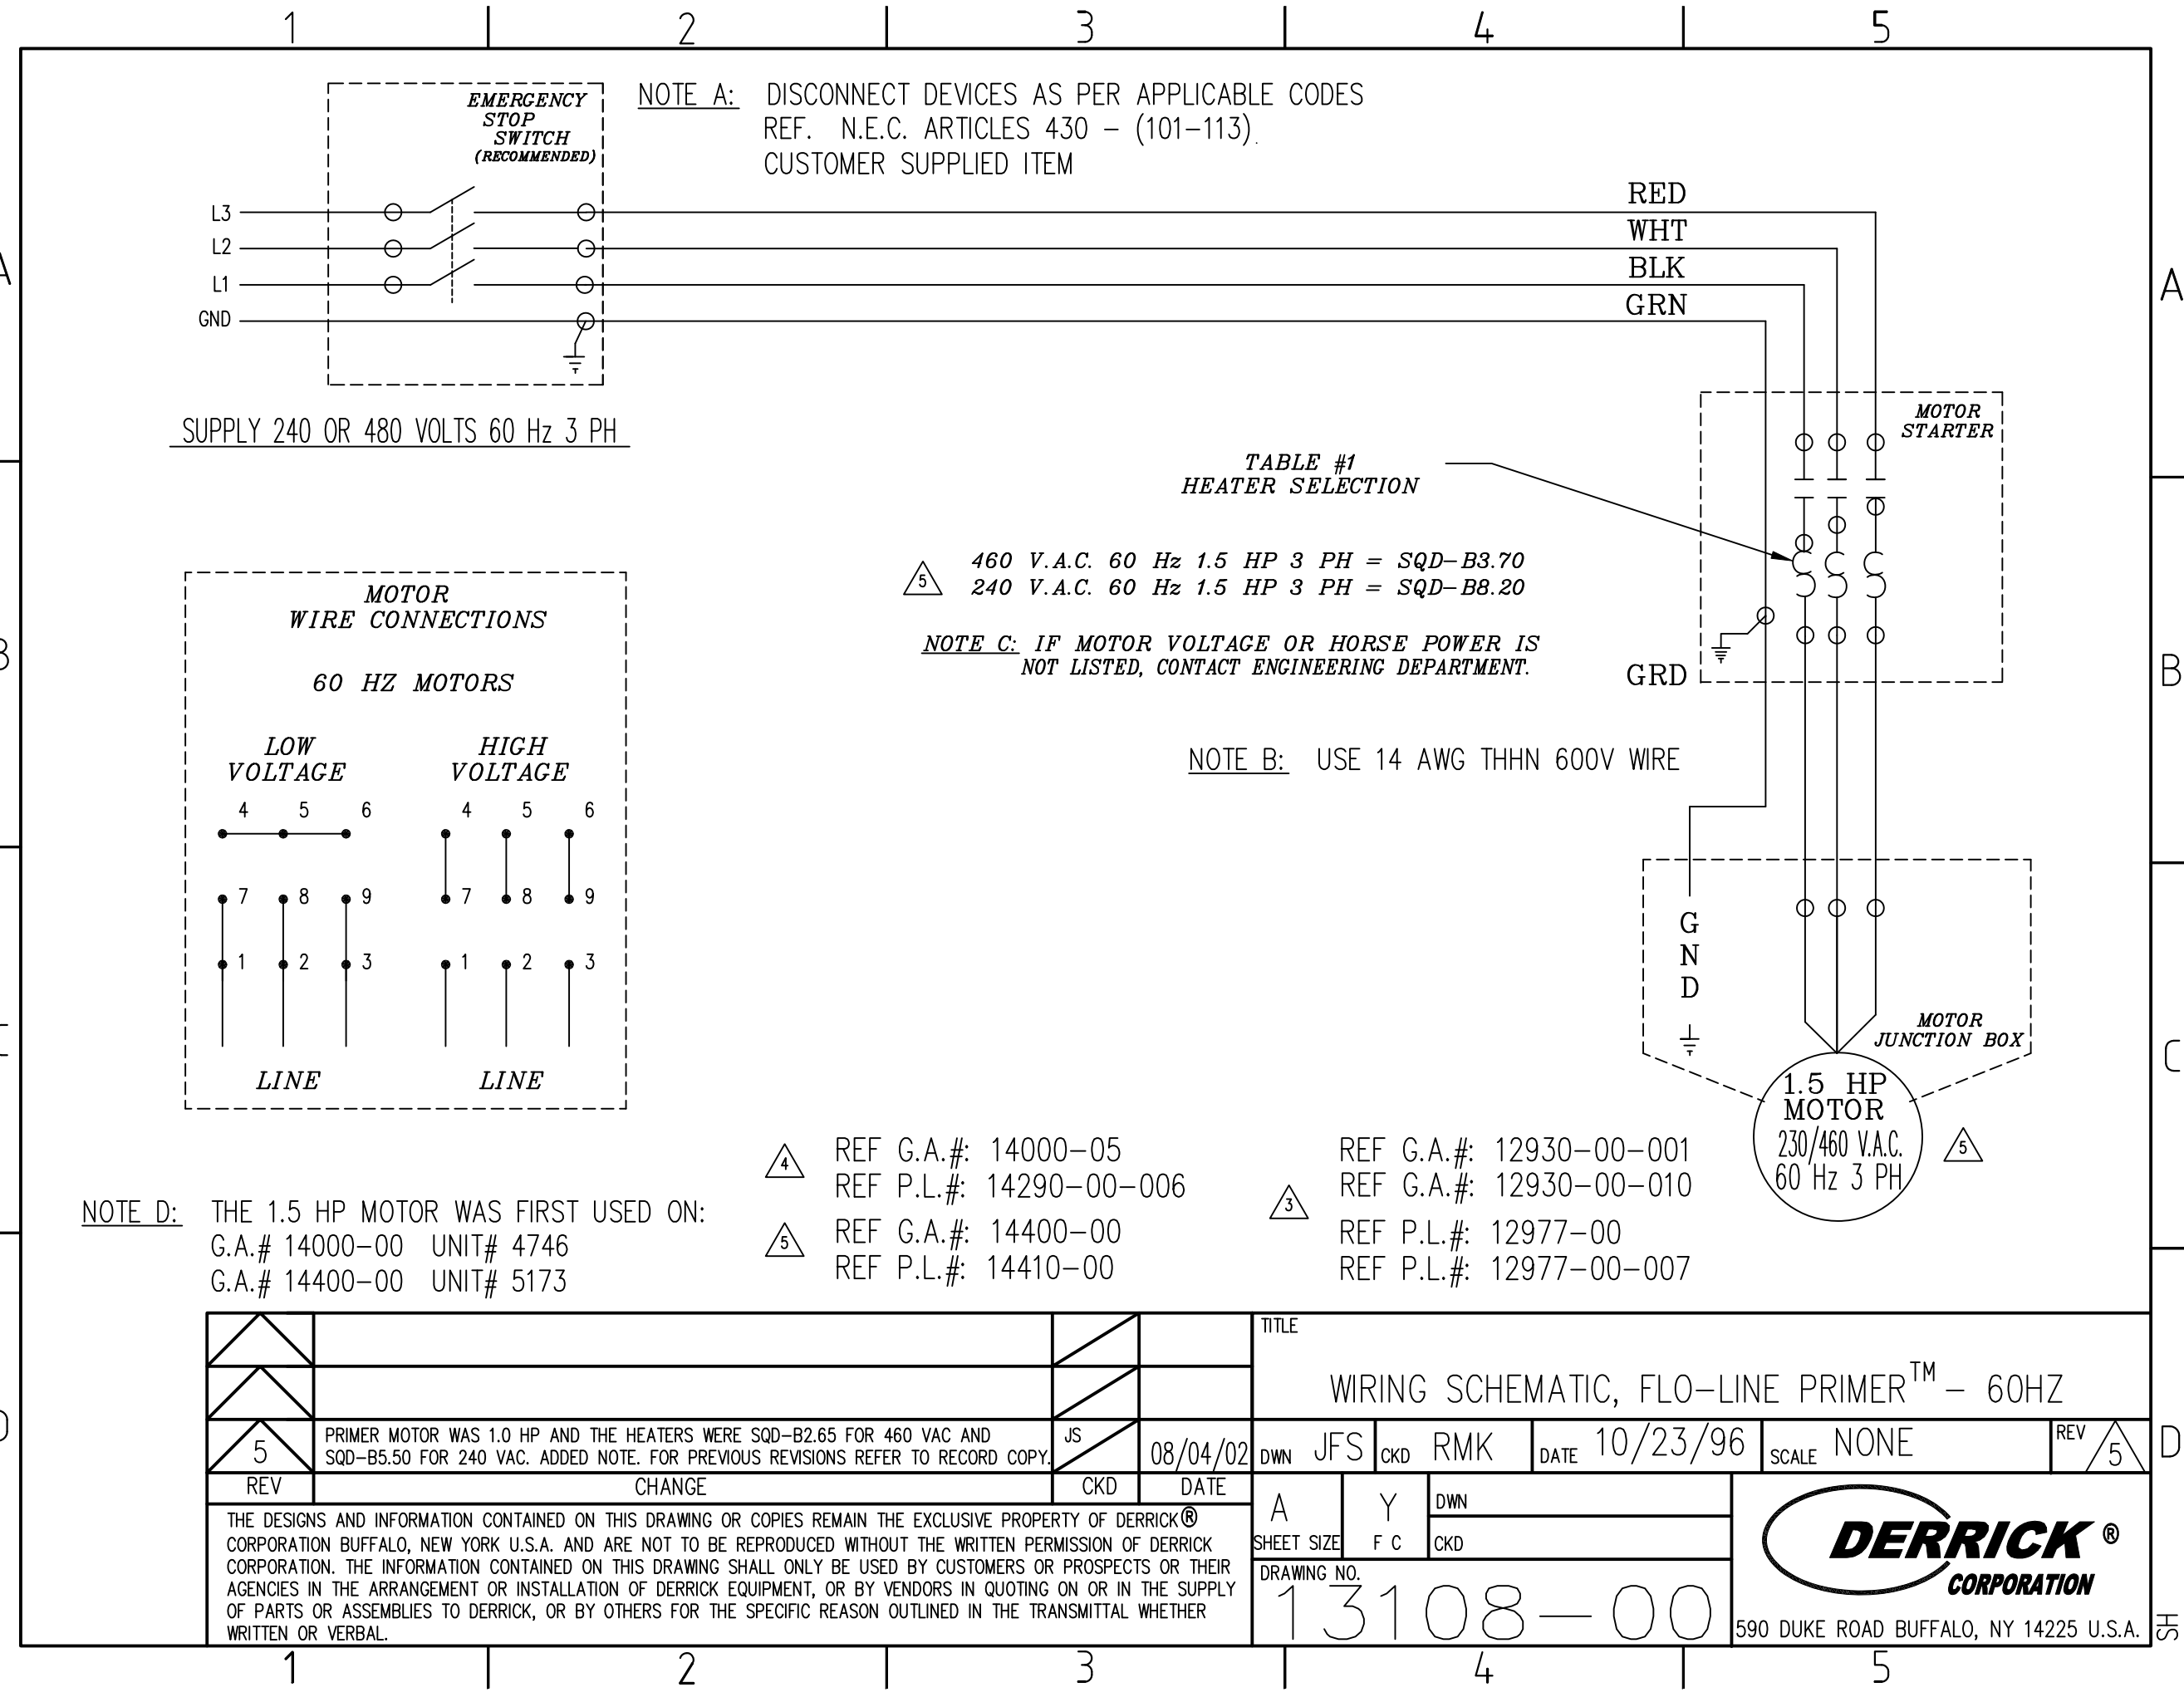 1 2 3 4 5
EMERGENCY
STOP
SWITCH
(RECOMMENDED)
NOTE A: DISCONNECT DEVICES AS PER APPLICABLE CODES
REF. N.E.C. ARTICLES 430 - (101-113).
CUSTOMER SUPPLIED ITEM
L3
L2
L1
GND
RED
WHT
BLK
GRN
A
A
SUPPLY 240 OR 480 VOLTS 60 Hz 3 PH
MOTOR
STARTER
TABLE #1
HEATER SELECTION
5
460 V.A.C. 60 Hz 1.5 HP 3 PH = SQD-B3.70
240 V.A.C. 60 Hz 1.5 HP 3 PH = SQD-B8.20
NOTE C: IF MOTOR VOLTAGE OR HORSE POWER IS
NOT LISTED, CONTACT ENGINEERING DEPARTMENT.
GRD
B
B
NOTE B: USE 14 AWG THHN 600V WIRE
MOTOR
WIRE CONNECTIONS
60 HZ MOTORS
LOW
VOLTAGE
4 5 6
7 8 9
1 2 3
LINE
HIGH
VOLTAGE
4 5 6
7 8 9
1 2 3
LINE
G
N
D
MOTOR
JUNCTION BOX
C
1.5 HP
MOTOR
230/460 V.A.C.
60 Hz 3 PH
5
NOTE D: THE 1.5 HP MOTOR WAS FIRST USED ON:
G.A.# 14000-00 UNIT# 4746
G.A.# 14400-00 UNIT# 5173
4
REF G.A.#: 14000-05
REF P.L.#: 14290-00-006
5
REF G.A.#: 14400-00
REF P.L.#: 14410-00
3
REF G.A.#: 12930-00-001
REF G.A.#: 12930-00-010
REF P.L.#: 12977-00
REF P.L.#: 12977-00-007
5
PRIMER MOTOR WAS 1.0 HP AND THE HEATERS WERE SQD-B2.65 FOR 460 VAC AND
SQD-B5.50 FOR 240 VAC. ADDED NOTE. FOR PREVIOUS REVISIONS REFER TO RECORD COPY.
JS
08/04/02
REV CHANGE CKD DATE
THE DESIGNS AND INFORMATION CONTAINED ON THIS DRAWING OR COPIES REMAIN THE EXCLUSIVE PROPERTY OF DERRICK®
CORPORATION BUFFALO, NEW YORK U.S.A. AND ARE NOT TO BE REPRODUCED WITHOUT THE WRITTEN PERMISSION OF DERRICK
CORPORATION. THE INFORMATION CONTAINED ON THIS DRAWING SHALL ONLY BE USED BY CUSTOMERS OR PROSPECTS OR THEIR
AGENCIES IN THE ARRANGEMENT OR INSTALLATION OF DERRICK EQUIPMENT, OR BY VENDORS IN QUOTING ON OR IN THE SUPPLY
OF PARTS OR ASSEMBLIES TO DERRICK, OR BY OTHERS FOR THE SPECIFIC REASON OUTLINED IN THE TRANSMITTAL WHETHER
WRITTEN OR VERBAL.
TITLE
WIRING SCHEMATIC, FLO-LINE PRIMER™ - 60HZ
DWN JFS CKD RMK DATE 10/23/96 SCALE NONE REV 5
D
D
A
SHEET SIZE
Y
F C
DWN
CKD
DRAWING NO.
13108-00
DERRICK ®
CORPORATION
590 DUKE ROAD BUFFALO, NY 14225 U.S.A.
SH
1 2 3 4 5